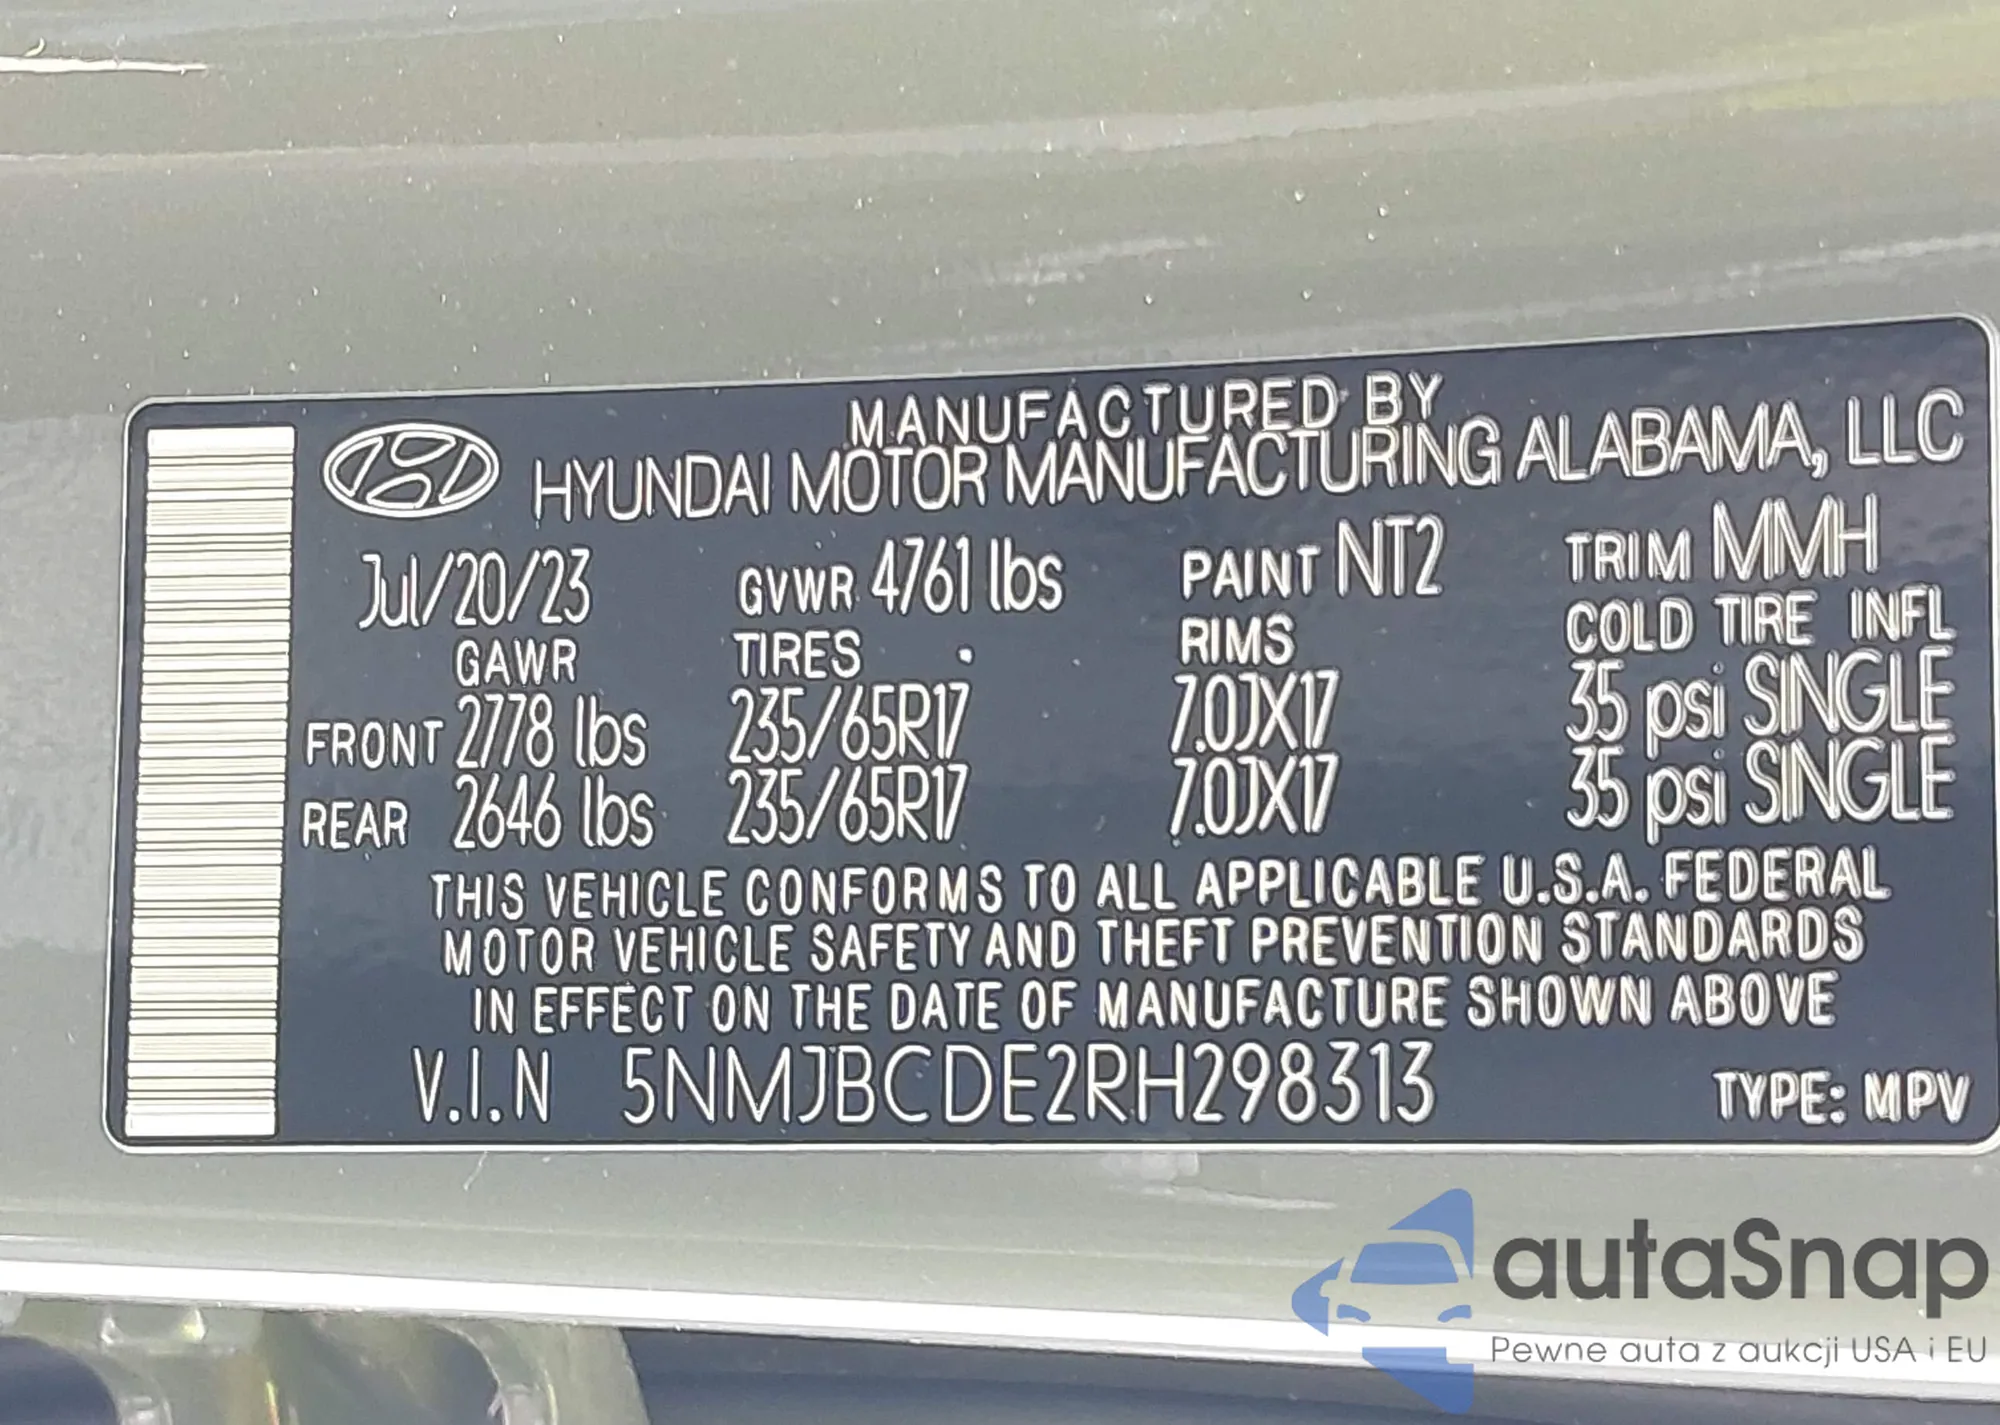 MANUFACTURED BY
HYUNDAI MOTOR MANUFACTURING ALABAMA, LLC
Jul/20/23 GVWR 4761 lbs PAINT NT2 TRIM MMH
GAWR TIRES RIMS COLD TIRE INFL
FRONT 2778 lbs 235/65R17 7.0JX17 35 psi SINGLE
REAR 2646 lbs 235/65R17 7.0JX17 35 psi SINGLE
THIS VEHICLE CONFORMS TO ALL APPLICABLE U.S.A. FEDERAL
MOTOR VEHICLE SAFETY AND THEFT PREVENTION STANDARDS
IN EFFECT ON THE DATE OF MANUFACTURE SHOWN ABOVE
V.I.N 5NMJBCDE2RH298313 TYPE: MPV
autaSnap
Pewne auta z aukcji USA i EU